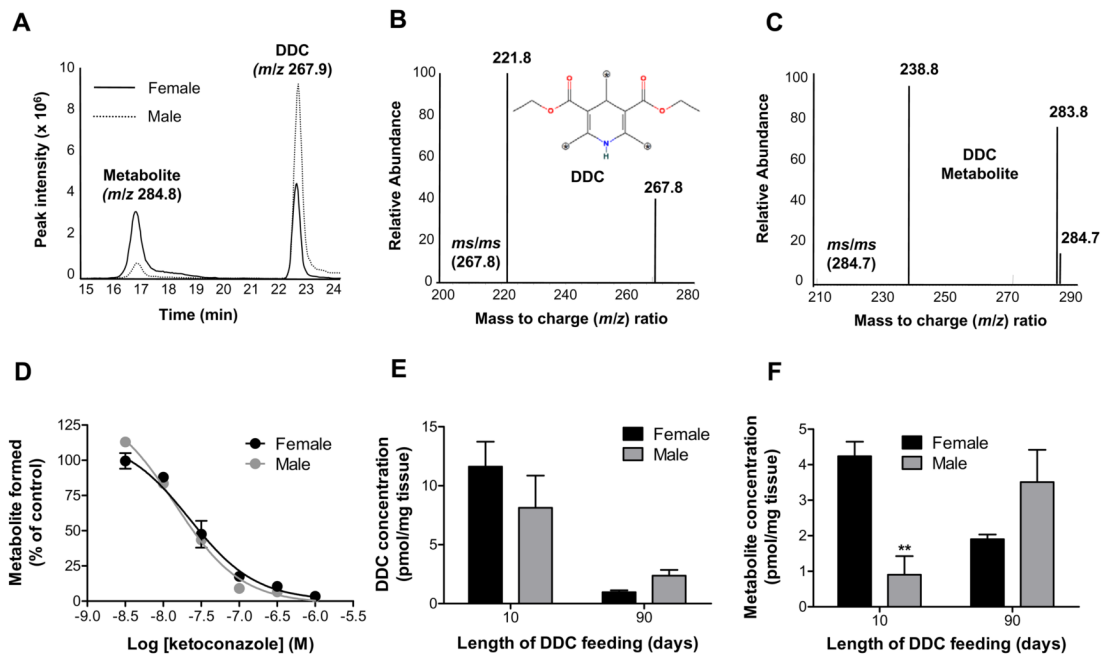 A
DDC
(m/z 267.9)
Female
Male
Metabolite
(m/z 284.8)
Peak intensity (x 10⁶)
10
8
6
4
2
0
15 16 17 18 19 20 21 22 23 24
Time (min)
B
221.8
100
80
60
40
20
0
Relative Abundance
O
O
O
O
N
H
DDC
267.8
ms/ms
(267.8)
200 220 240 260 280
Mass to charge (m/z) ratio
C
238.8
283.8
284.7
DDC
Metabolite
100
80
60
40
20
0
Relative Abundance
ms/ms
(284.7)
210 230 250 270 290
Mass to charge (m/z) ratio
D
125
100
75
50
25
0
Metabolite formed
(% of control)
Female
Male
-9.0 -8.5 -8.0 -7.5 -7.0 -6.5 -6.0 -5.5
Log [ketoconazole] (M)
E
15
10
5
0
DDC concentration
(pmol/mg tissue)
Female
Male
10 90
Length of DDC feeding (days)
F
5
4
3
2
1
0
Metabolite concentration
(pmol/mg tissue)
Female
Male
**
10 90
Length of DDC feeding (days)